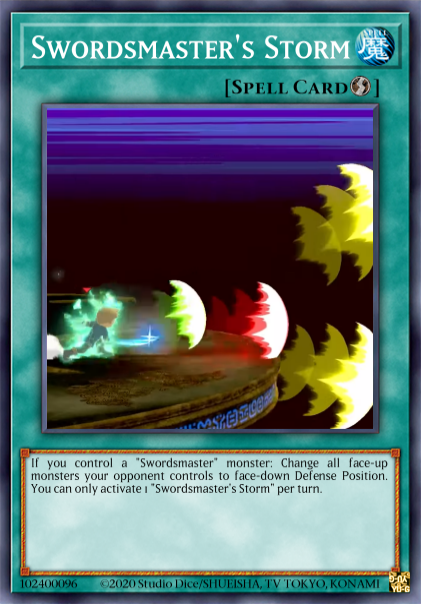 Swordsmaster's Storm
[Spell Card]
If you control a "Swordsmaster" monster: Change all face-up
monsters your opponent controls to face-down Defense Position.
You can only activate 1 "Swordsmaster's Storm" per turn.
102400096 ©2020 Studio Dice/SHUEISHA, TV TOKYO, KONAMI